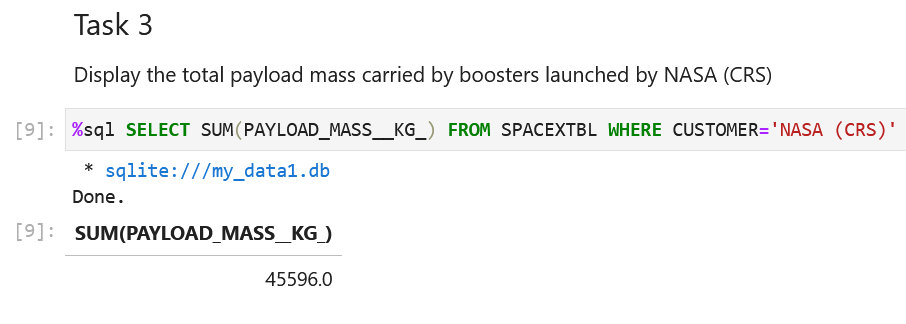 Task 3
Display the total payload mass carried by boosters launched by NASA (CRS)
[9]: %sql SELECT SUM(PAYLOAD_MASS__KG_) FROM SPACEXTBL WHERE CUSTOMER='NASA (CRS)'
* sqlite:///my_data1.db
Done.
[9]: SUM(PAYLOAD_MASS__KG_)
45596.0